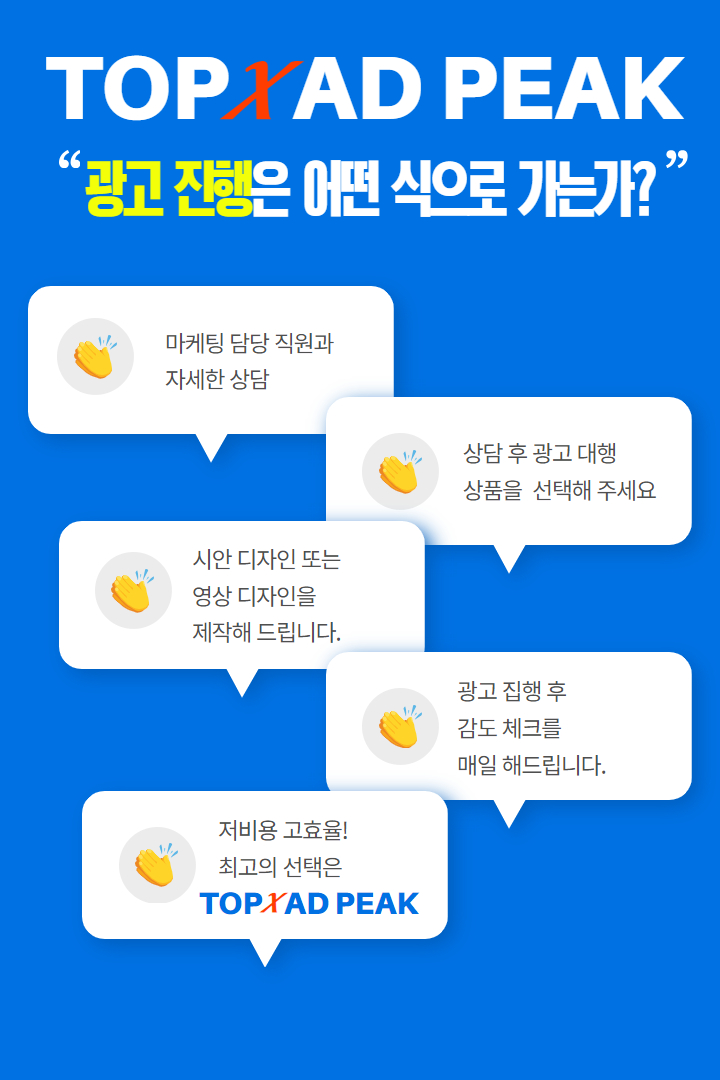 TOP X AD PEAK
“광고 진행은 어떤 식으로 가는가?”
마케팅 담당 직원과
자세한 상담
상담 후 광고 대행
상품을 선택해 주세요
시안 디자인 또는
영상 디자인을
제작해 드립니다.
광고 집행 후
감도 체크를
매일 해드립니다.
저비용 고효율!
최고의 선택은
TOP X AD PEAK